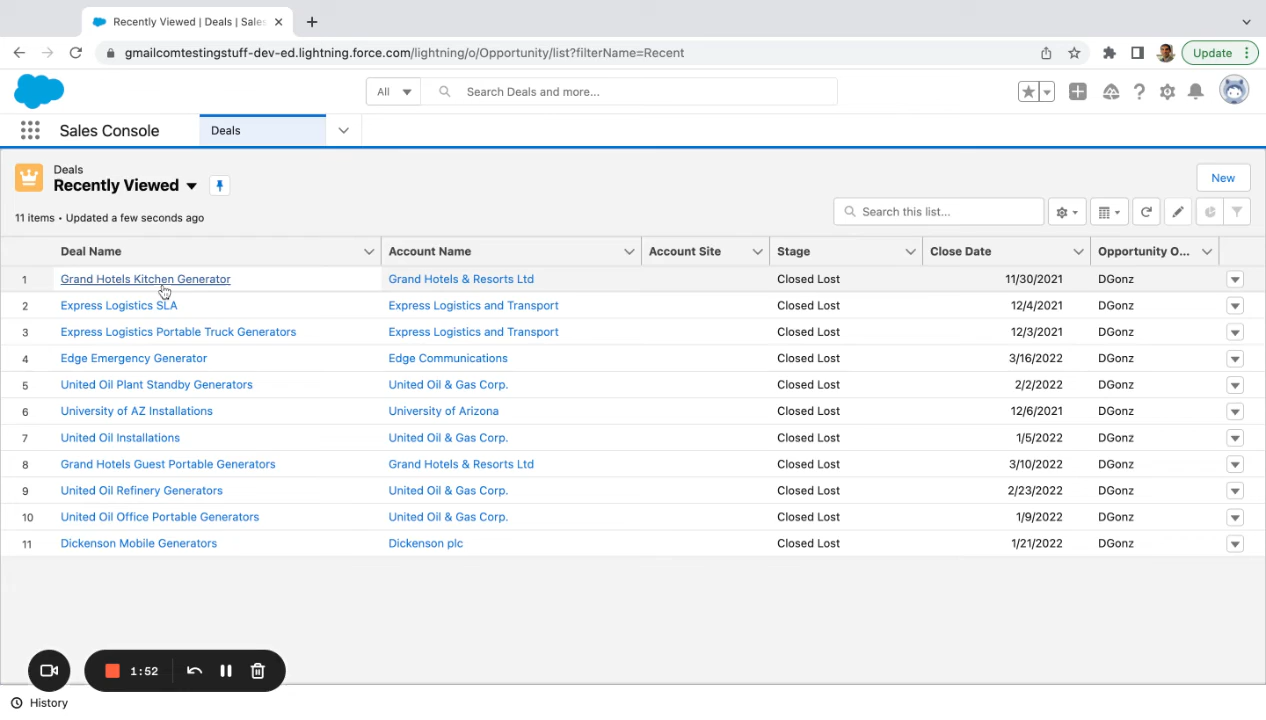 Recently Viewed | Deals | Sales
gmailcomtestingstuff-dev-ed.lightning.force.com/lightning/o/Opportunity/list?filterName=Recent
Update
All
Search Deals and more...
Sales Console
Deals
Deals
Recently Viewed
New
11 items • Updated a few seconds ago
Search this list...
Deal Name Account Name Account Site Stage Close Date Opportunity O...
1 Grand Hotels Kitchen Generator Grand Hotels & Resorts Ltd Closed Lost 11/30/2021 DGonz
2 Express Logistics SLA Express Logistics and Transport Closed Lost 12/4/2021 DGonz
3 Express Logistics Portable Truck Generators Express Logistics and Transport Closed Lost 12/3/2021 DGonz
4 Edge Emergency Generator Edge Communications Closed Lost 3/16/2022 DGonz
5 United Oil Plant Standby Generators United Oil & Gas Corp. Closed Lost 2/2/2022 DGonz
6 University of AZ Installations University of Arizona Closed Lost 12/6/2021 DGonz
7 United Oil Installations United Oil & Gas Corp. Closed Lost 1/5/2022 DGonz
8 Grand Hotels Guest Portable Generators Grand Hotels & Resorts Ltd Closed Lost 3/10/2022 DGonz
9 United Oil Refinery Generators United Oil & Gas Corp. Closed Lost 2/23/2022 DGonz
10 United Oil Office Portable Generators United Oil & Gas Corp. Closed Lost 1/9/2022 DGonz
11 Dickenson Mobile Generators Dickenson plc Closed Lost 1/21/2022 DGonz
1:52
History